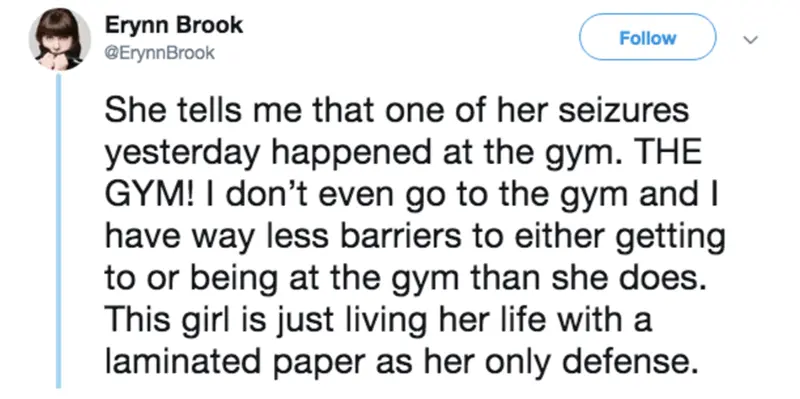 Erynn Brook
@ErynnBrook
Follow
She tells me that one of her seizures
yesterday happened at the gym. THE
GYM! I don’t even go to the gym and I
have way less barriers to either getting
to or being at the gym than she does.
This girl is just living her life with a
laminated paper as her only defense.